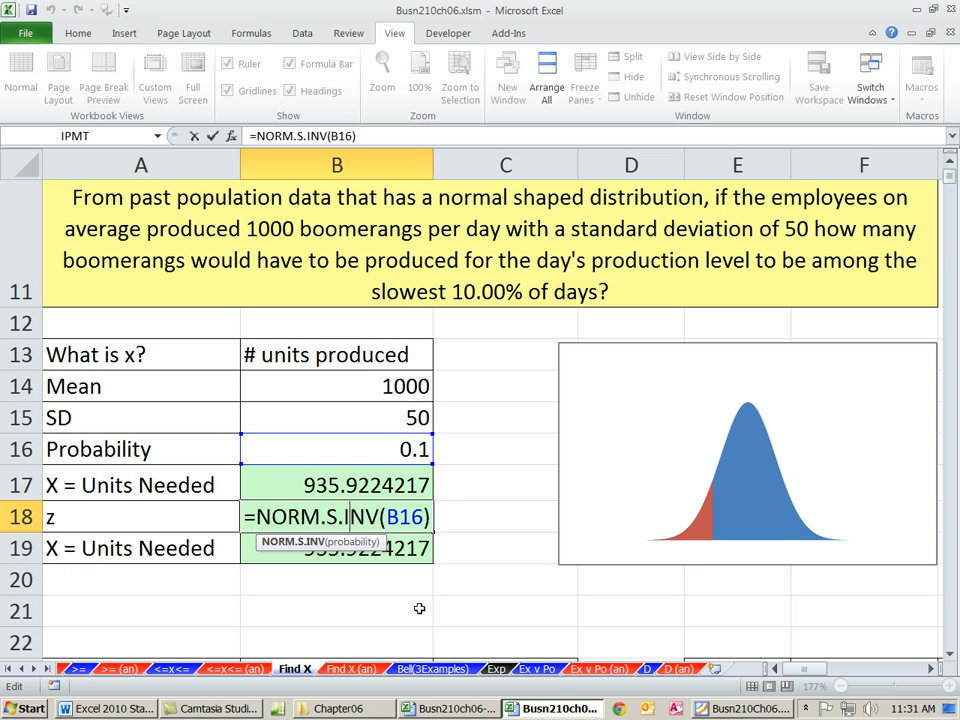 Busn210ch06.xlsm - Microsoft Excel
File Home Insert Page Layout Formulas Data Review View Developer Add-Ins
Normal Page Layout Page Break Preview Custom Views Full Screen
Workbook Views
Ruler Formula Bar
Gridlines Headings
Show
Zoom 100% Zoom to Selection
Zoom
New Window Arrange All Freeze Panes
Split View Side by Side
Hide Synchronous Scrolling
Unhide Reset Window Position
Save Workspace Switch Windows
Window
Macros
Macros
IPMT =NORM.S.INV(B16)
A B C D E F
From past population data that has a normal shaped distribution, if the employees on
average produced 1000 boomerangs per day with a standard deviation of 50 how many
boomerangs would have to be produced for the day's production level to be among the
11 slowest 10.00% of days?
12
13 What is x? # units produced
14 Mean 1000
15 SD 50
16 Probability 0.1
17 X = Units Needed 935.9224217
18 z =NORM.S.INV(B16)
NORM.S.INV(probability)
19 X = Units Needed 935.9224217
20
21
22
>= >= (an) <=x<= <=x<= (an) Find X Find X (an) Bell(3Examples) Exp Ex v Po Ex v Po (an) D D (an)
Edit 177%
Start Word Excel 2010 Sta... Camtasia Studi... Chapter06 Busn210ch06-... Busn210ch0... Busn210ch06.... 11:31 AM